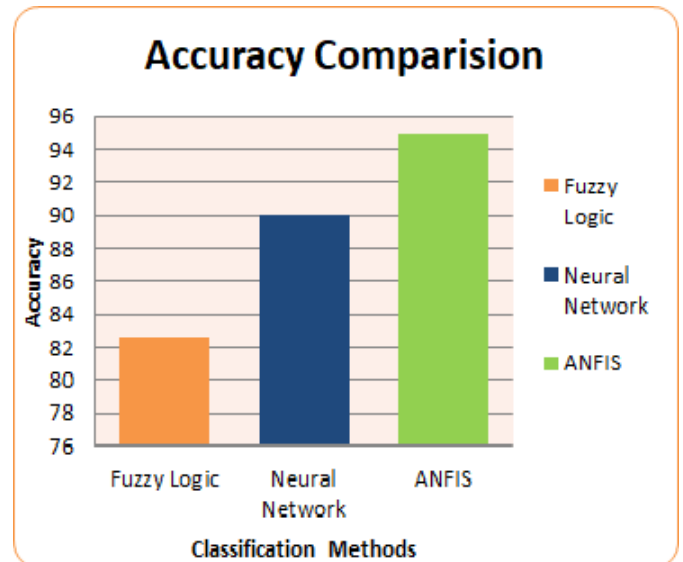 Accuracy Comparision
96
94
92
90
88
86
84
82
80
78
76
Accuracy
Fuzzy Logic
Neural
Network
ANFIS
Classification Methods
Fuzzy
Logic
Neural
Network
ANFIS